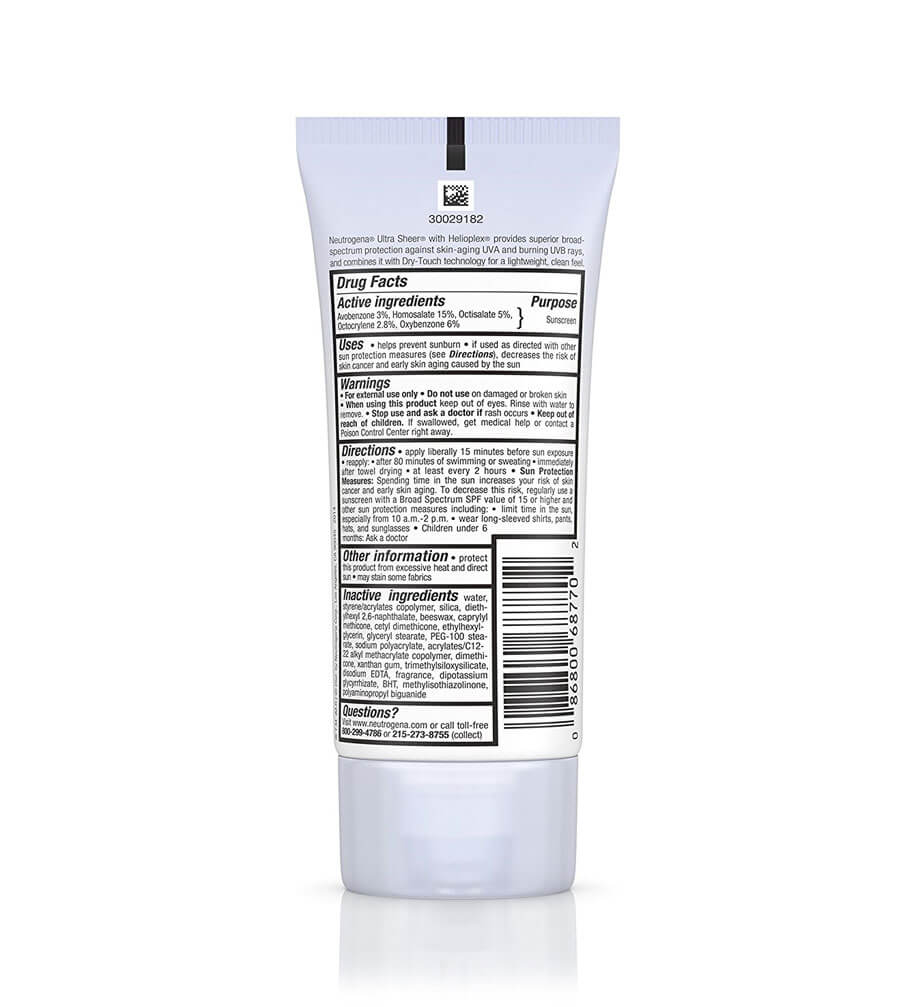 30029182
Neutrogena® Ultra Sheer® with Helioplex® provides superior broad-
spectrum protection against skin-aging UVA and burning UVB rays,
and combines it with Dry-Touch technology for a lightweight, clean feel.
Drug Facts
Active ingredients Purpose
Avobenzone 3%, Homosalate 15%, Octisalate 5%,
Octocrylene 2.8%, Oxybenzone 6% } Sunscreen
Uses • helps prevent sunburn • if used as directed with other
sun protection measures (see Directions), decreases the risk of
skin cancer and early skin aging caused by the sun
Warnings
• For external use only • Do not use on damaged or broken skin
• When using this product keep out of eyes. Rinse with water to
remove. • Stop use and ask a doctor if rash occurs • Keep out of
reach of children. If swallowed, get medical help or contact a
Poison Control Center right away.
Directions • apply liberally 15 minutes before sun exposure
• reapply: • after 80 minutes of swimming or sweating • immediately
after towel drying • at least every 2 hours • Sun Protection
Measures: Spending time in the sun increases your risk of skin
cancer and early skin aging. To decrease this risk, regularly use a
sunscreen with a Broad Spectrum SPF value of 15 or higher and
other sun protection measures including: • limit time in the sun,
especially from 10 a.m.-2 p.m. • wear long-sleeved shirts, pants,
hats, and sunglasses • Children under 6
months: Ask a doctor
Other information • protect
this product from excessive heat and direct
sun • may stain some fabrics
Inactive ingredients water,
styrene/acrylates copolymer, silica, dieth-
ylhexyl 2,6-naphthalate, beeswax, caprylyl
methicone, cetyl dimethicone, ethylhexyl-
glycerin, glyceryl stearate, PEG-100 stea-
rate, sodium polyacrylate, acrylates/C12-
22 alkyl methacrylate copolymer, dimethi-
cone, xanthan gum, trimethylsiloxysilicate,
disodium EDTA, fragrance, dipotassium
glycyrrhizate, BHT, methylisothiazolinone,
polyaminopropyl biguanide
Questions?
Visit www.neutrogena.com or call toll-free
800-299-4786 or 215-273-8755 (collect)
0 86800 68770 2